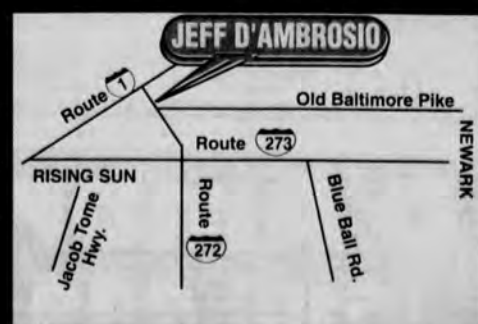 JEFF D'AMBROSIO
Route 1
Old Baltimore Pike
Route 273
NEWARK
RISING SUN
Jacob Tome
Hwy.
Route
272
Blue Ball Rd.